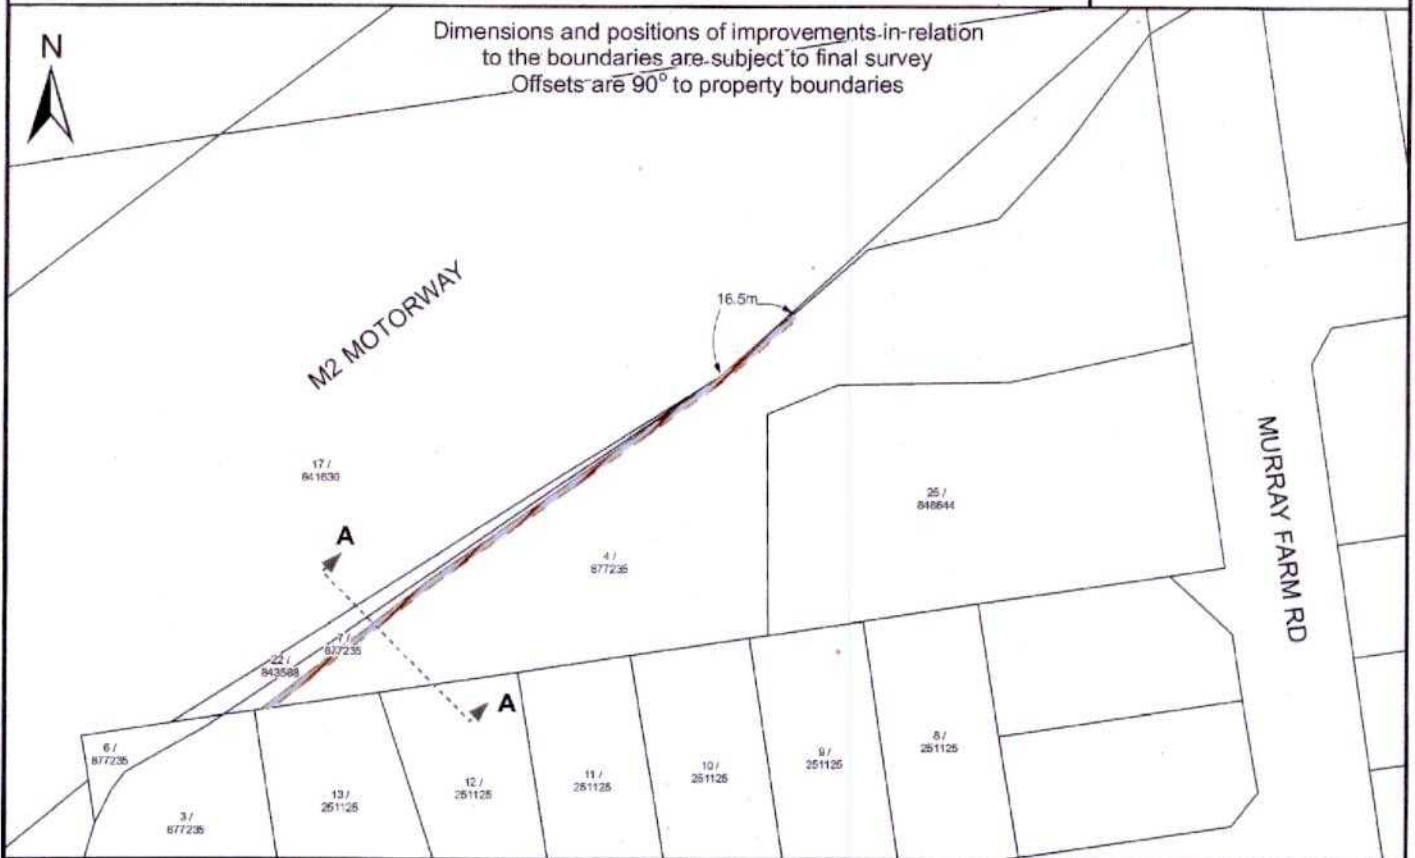 Dimensions and positions of improvements in relation
to the boundaries are subject to final survey
Offsets are 90° to property boundaries
N
16.5m
M2 MOTORWAY
17 /
841630
25 /
848644
MURRAY FARM RD
A
4 /
877235
7 /
877235
22 /
843588
A
6 /
877235
3 /
877235
13 /
251125
12 /
251125
11 /
251125
10 /
251125
9 /
251125
8 /
251125